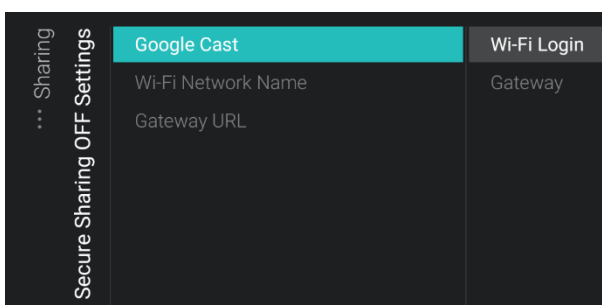 ... Sharing
Secure Sharing OFF Settings
Google Cast
Wi-Fi Network Name
Gateway URL
Wi-Fi Login
Gateway